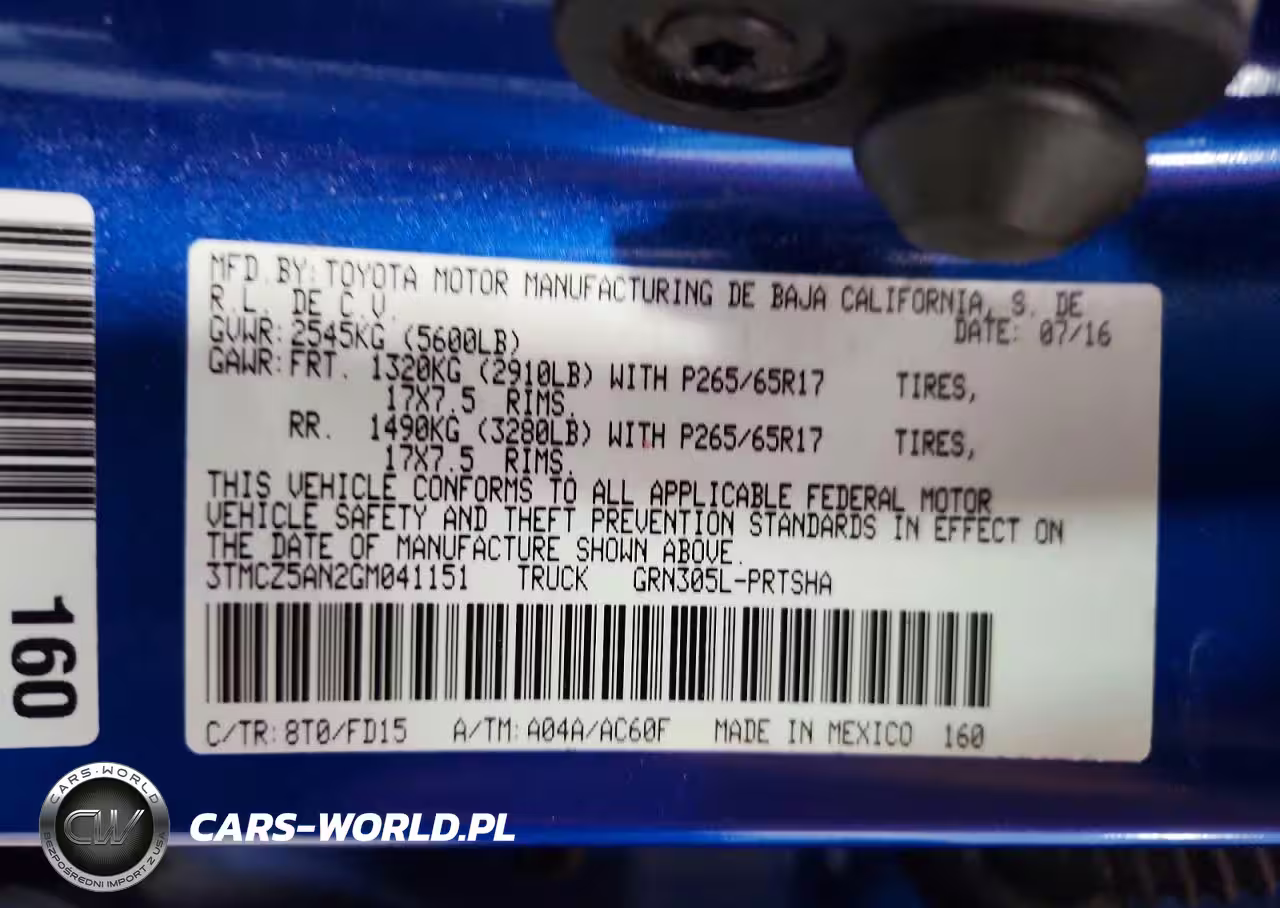 MFD. BY: TOYOTA MOTOR MANUFACTURING DE BAJA CALIFORNIA, S. DE
R.L. DE C.V. DATE: 07/16
GVWR: 2545KG (5600LB)
GAWR: FRT. 1320KG (2910LB) WITH P265/65R17 TIRES,
17X7.5 RIMS.
RR. 1490KG (3280LB) WITH P265/65R17 TIRES,
17X7.5 RIMS.
THIS VEHICLE CONFORMS TO ALL APPLICABLE FEDERAL MOTOR
VEHICLE SAFETY AND THEFT PREVENTION STANDARDS IN EFFECT ON
THE DATE OF MANUFACTURE SHOWN ABOVE.
3TMCZ5AN2GM041151 TRUCK GRN305L-PRTSHA
C/TR: 8T0/FD15 A/TM: A04A/AC60F MADE IN MEXICO 160
160
CARS-WORLD
CW
BEZPOŚREDNI IMPORT Z USA
CARS-WORLD.PL